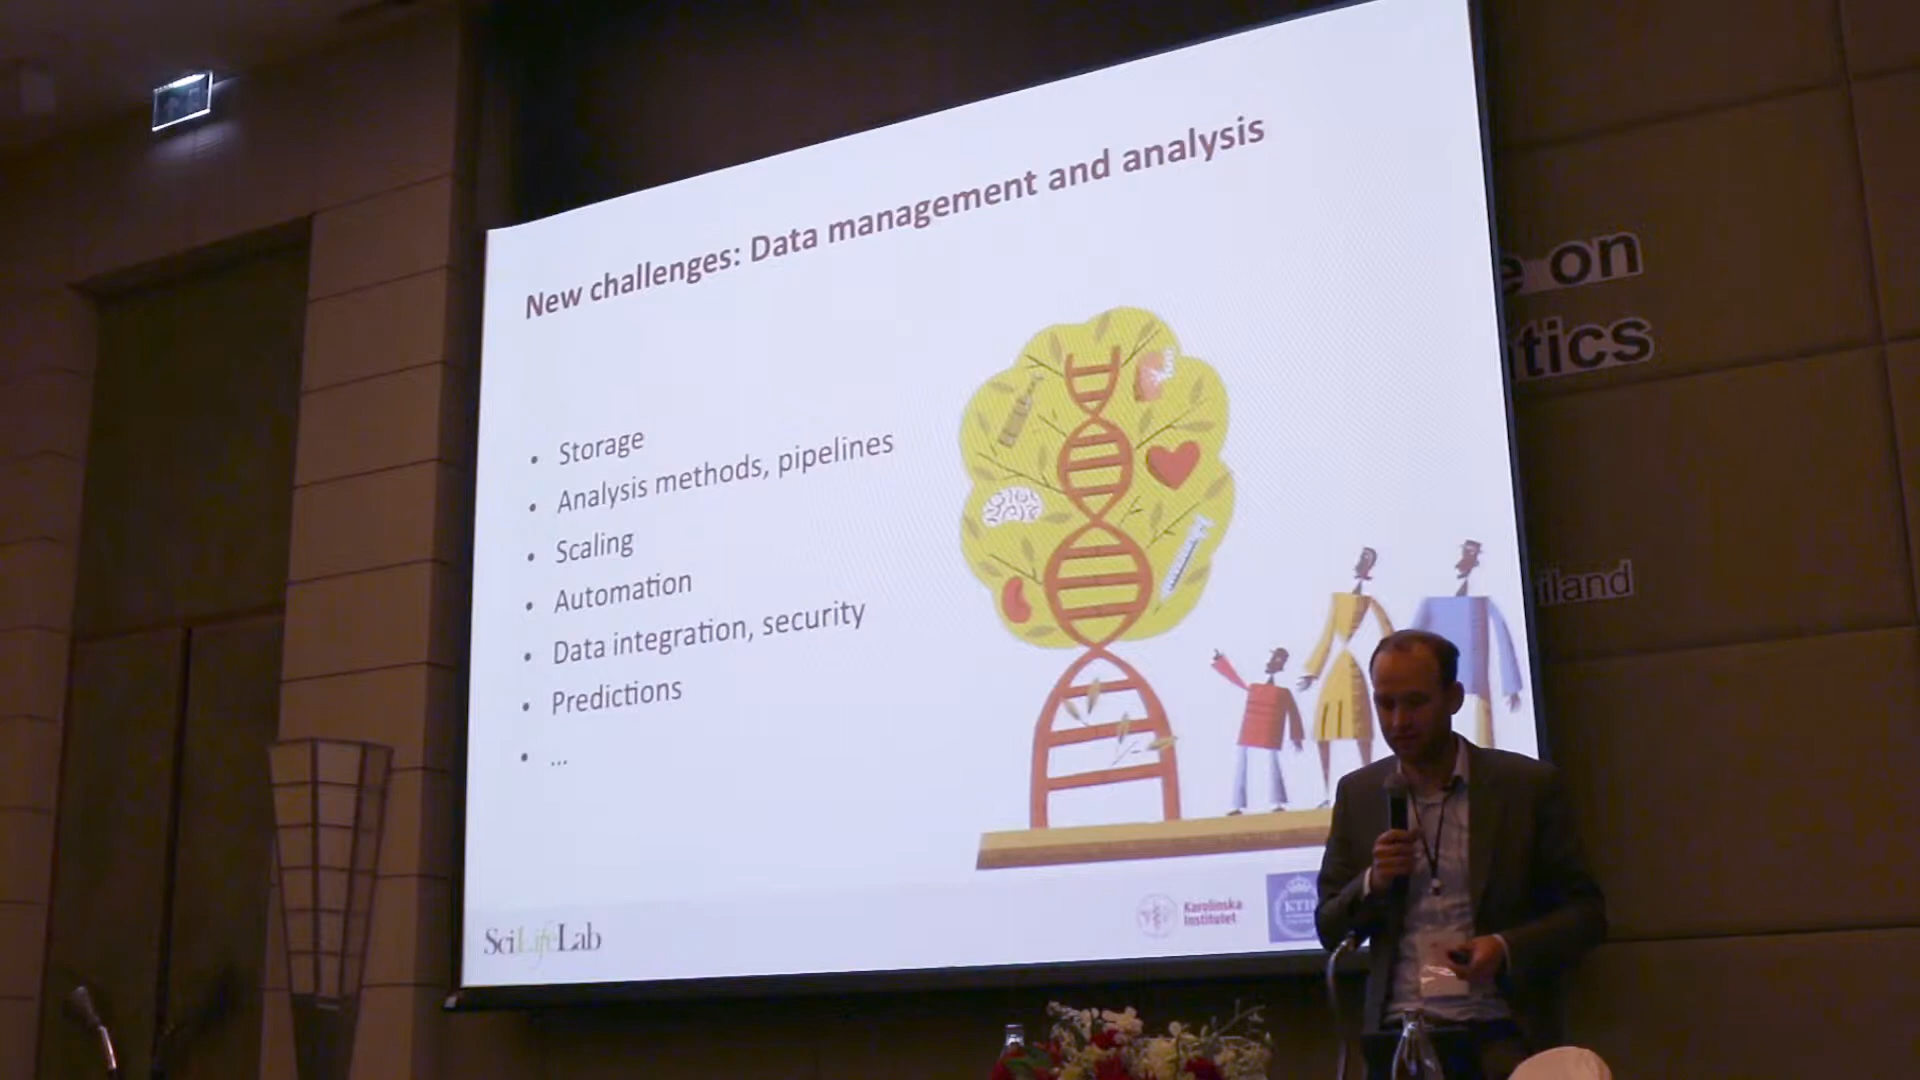 New challenges: Data management and analysis
• Storage
• Analysis methods, pipelines
• Scaling
• Automation
• Data integration, security
• Predictions
• ...
SciLifeLab
Karolinska
Institutet
KTH
e on
tics
iland